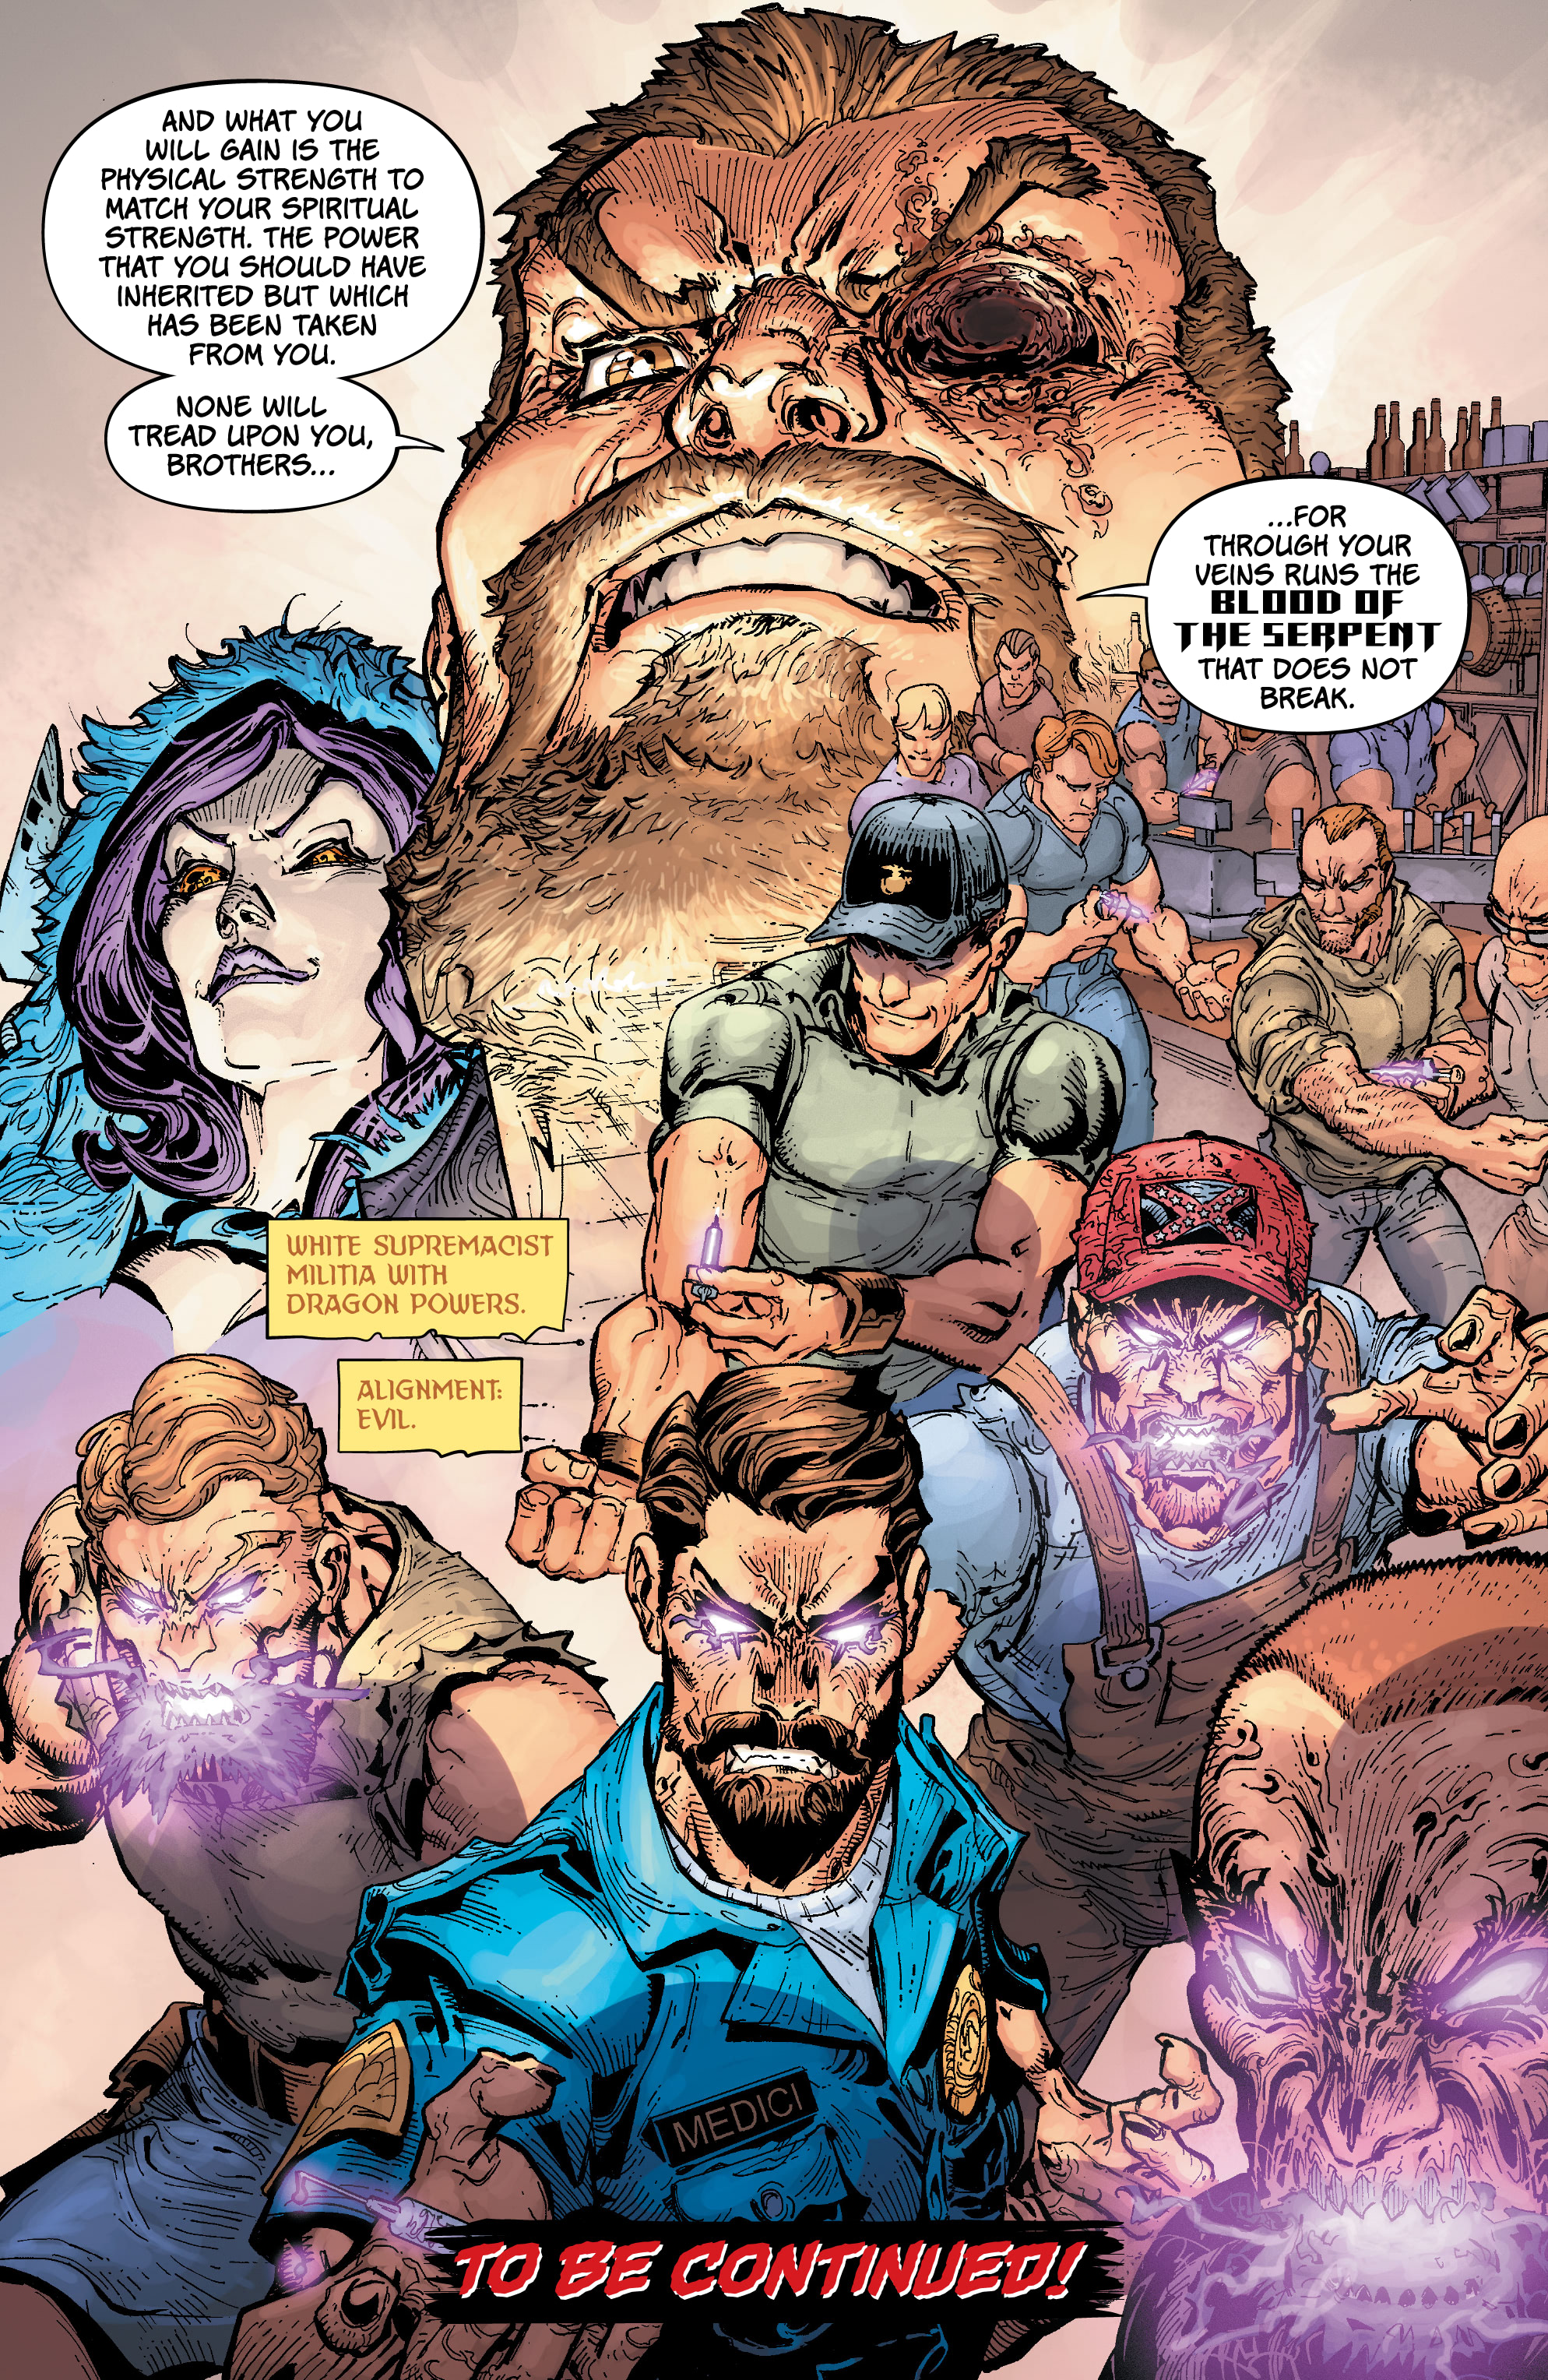 AND WHAT YOU
WILL GAIN IS THE
PHYSICAL STRENGTH TO
MATCH YOUR SPIRITUAL
STRENGTH. THE POWER
THAT YOU SHOULD HAVE
INHERITED BUT WHICH
HAS BEEN TAKEN
FROM YOU.
NONE WILL
TREAD UPON YOU,
BROTHERS...
...FOR
THROUGH YOUR
VEINS RUNS THE
BLOOD OF
THE SERPENT
THAT DOES NOT
BREAK.
WHITE SUPREMACIST
MILITIA WITH
DRAGON POWERS.
ALIGNMENT:
EVIL.
MEDICI
TO BE CONTINUED!